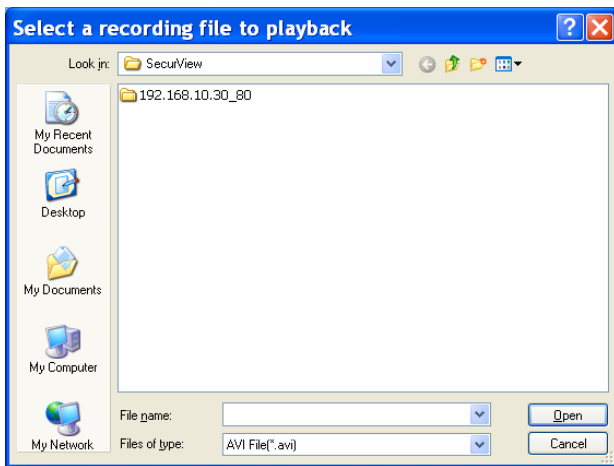 Select a recording file to playback
Look in: SecurView
192.168.10.30_80
My Recent
Documents
Desktop
My Documents
My Computer
My Network
File name:
Open
Files of type: AVI File(*.avi)
Cancel